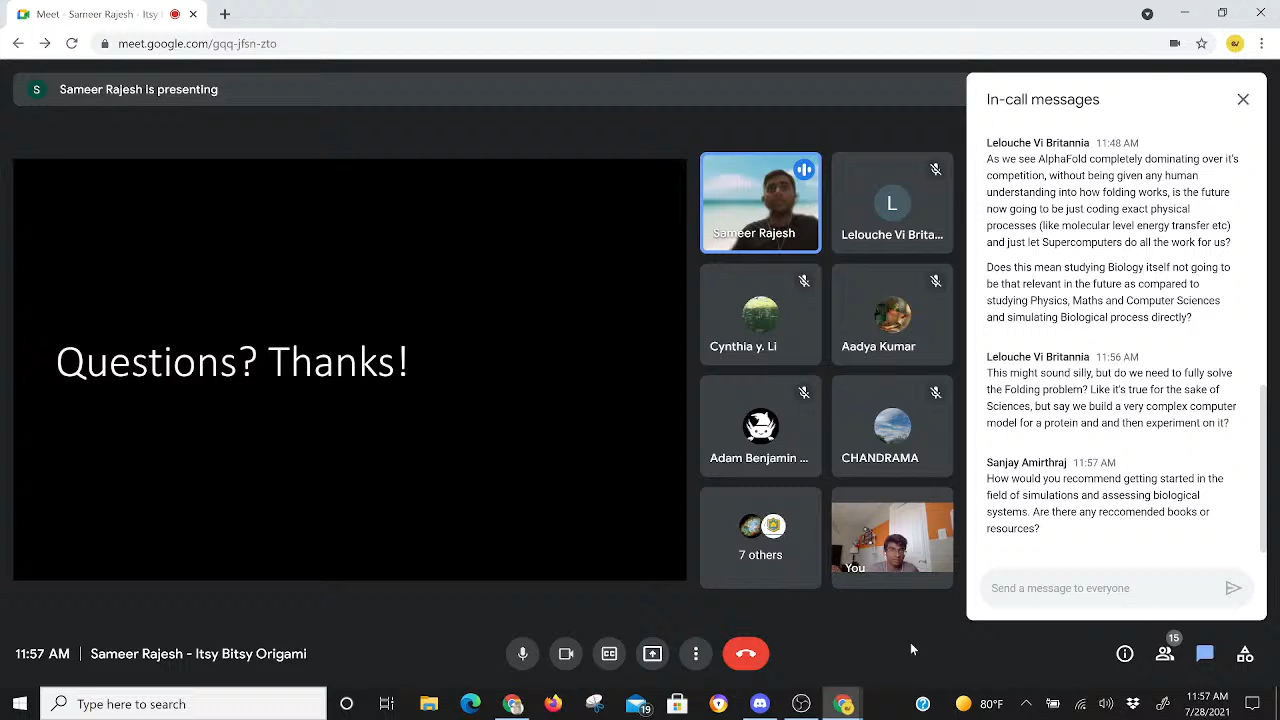 Meet - Sameer Rajesh - Itsy
meet.google.com/gqq-jfsn-zto
S
Sameer Rajesh is presenting
Questions? Thanks!
Sameer Rajesh
L
Lelouche Vi Brita...
Cynthia y. Li
Aadya Kumar
Adam Benjamin ...
CHANDRAMA
7 others
You
In-call messages
Lelouche Vi Britannia 11:48 AM
As we see AlphaFold completely dominating over it's
competition, without being given any human
understanding into how folding works, is the future
now going to be just coding exact physical
processes (like molecular level energy transfer etc)
and just let Supercomputers do all the work for us?
Does this mean studying Biology itself not going to
be that relevant in the future as compared to
studying Physics, Maths and Computer Sciences
and simulating Biological process directly?
Lelouche Vi Britannia 11:56 AM
This might sound silly, but do we need to fully solve
the Folding problem? Like it's true for the sake of
Sciences, but say we build a very complex computer
model for a protein and and then experiment on it?
Sanjay Amirthraj 11:57 AM
How would you recommend getting started in the
field of simulations and assessing biological
systems. Are there any reccomended books or
resources?
Send a message to everyone
11:57 AM | Sameer Rajesh - Itsy Bitsy Origami
15
Type here to search
19
80°F
11:57 AM
7/28/2021